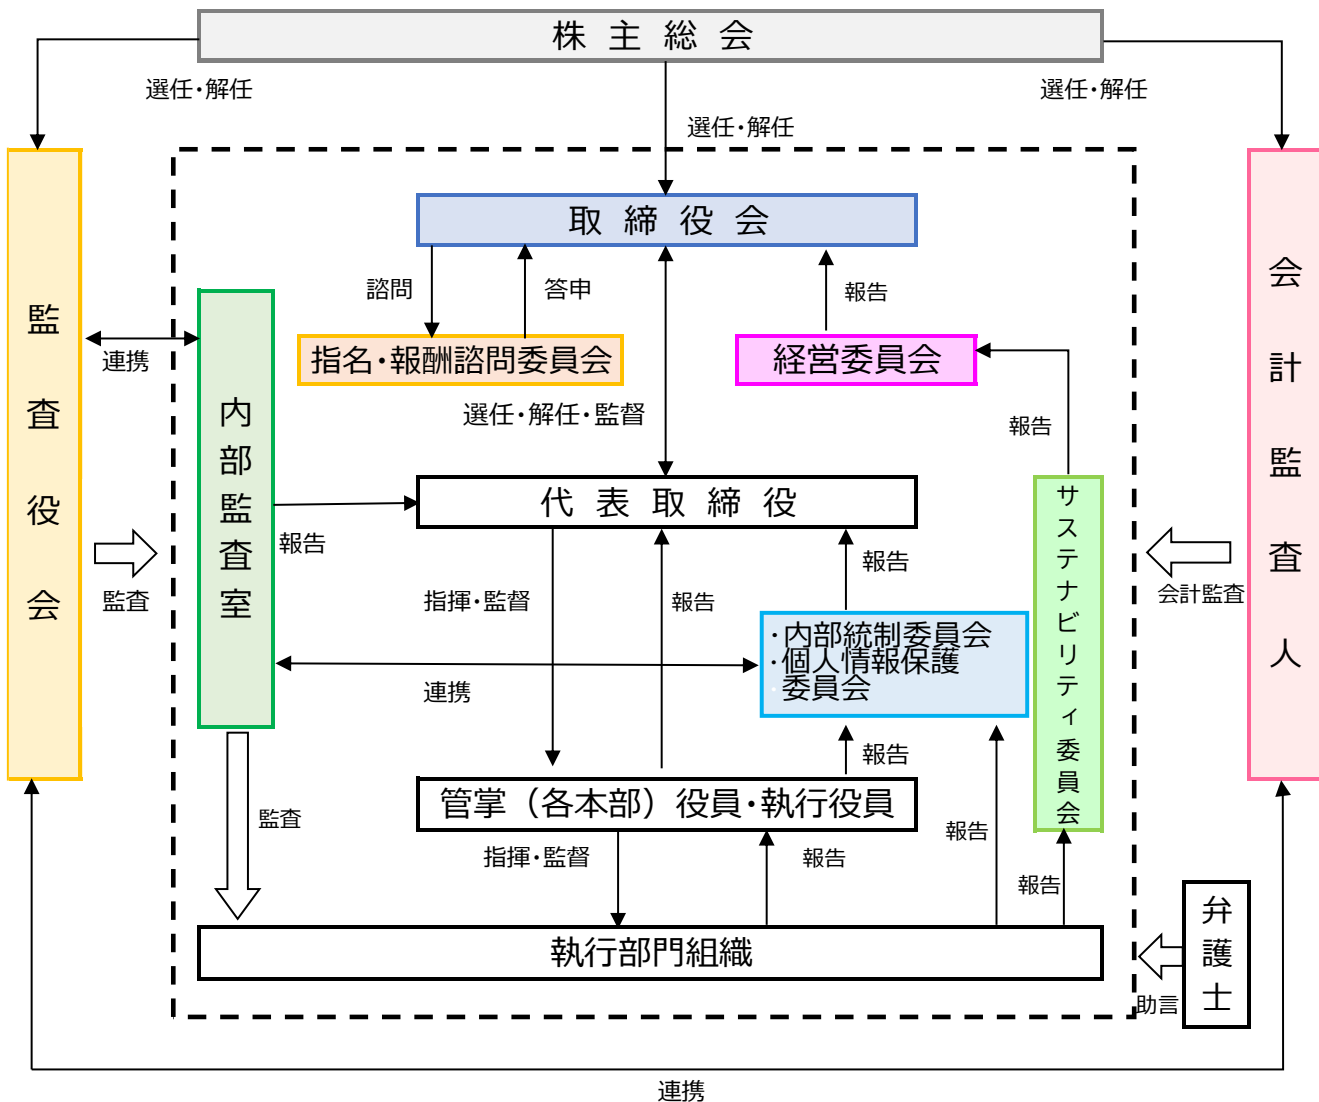 株主総会
選任・解任
選任・解任
選任・解任
取締役会
諮問
答申
報告
指名・報酬諮問委員会
経営委員会
監査役会
連携
内部監査室
選任・解任・監督
報告
会計監査人
代表取締役
サステナビリティ委員会
報告
監査
指揮・監督
報告
報告
会計監査
・内部統制委員会
・個人情報保護
委員会
連携
報告
管掌（各本部）役員・執行役員
監査
指揮・監督
報告
報告
報告
執行部門組織
弁護士
助言
連携